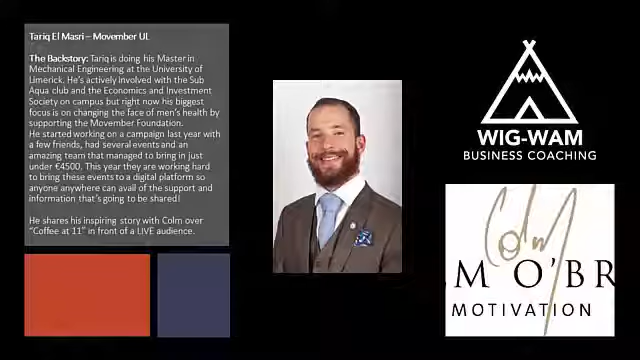 Tariq El Masri – Movember UL
The Backstory: Tariq is doing his Master in
Mechanical Engineering at the University of
Limerick. He's actively involved with the Sub
Aqua club and the Economics and Investment
Society on campus but right now his biggest
focus is on changing the face of men's health by
supporting the Movember Foundation.
He started working on a campaign last year with
a few friends, had several events and an
amazing team that managed to bring in just
under €4500. This year they are working hard
to bring these events to a digital platform so
anyone anywhere can avail of the support and
information that's going to be shared!
He shares his inspiring story with Colm over
"Coffee at 11" in front of a LIVE audience.
WIG-WAM
BUSINESS COACHING
Colm
M O'BR
MOTIVATION